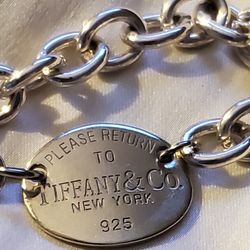 PLEASE RETURN
TO
TIFFANY & CO.
NEW YORK
925